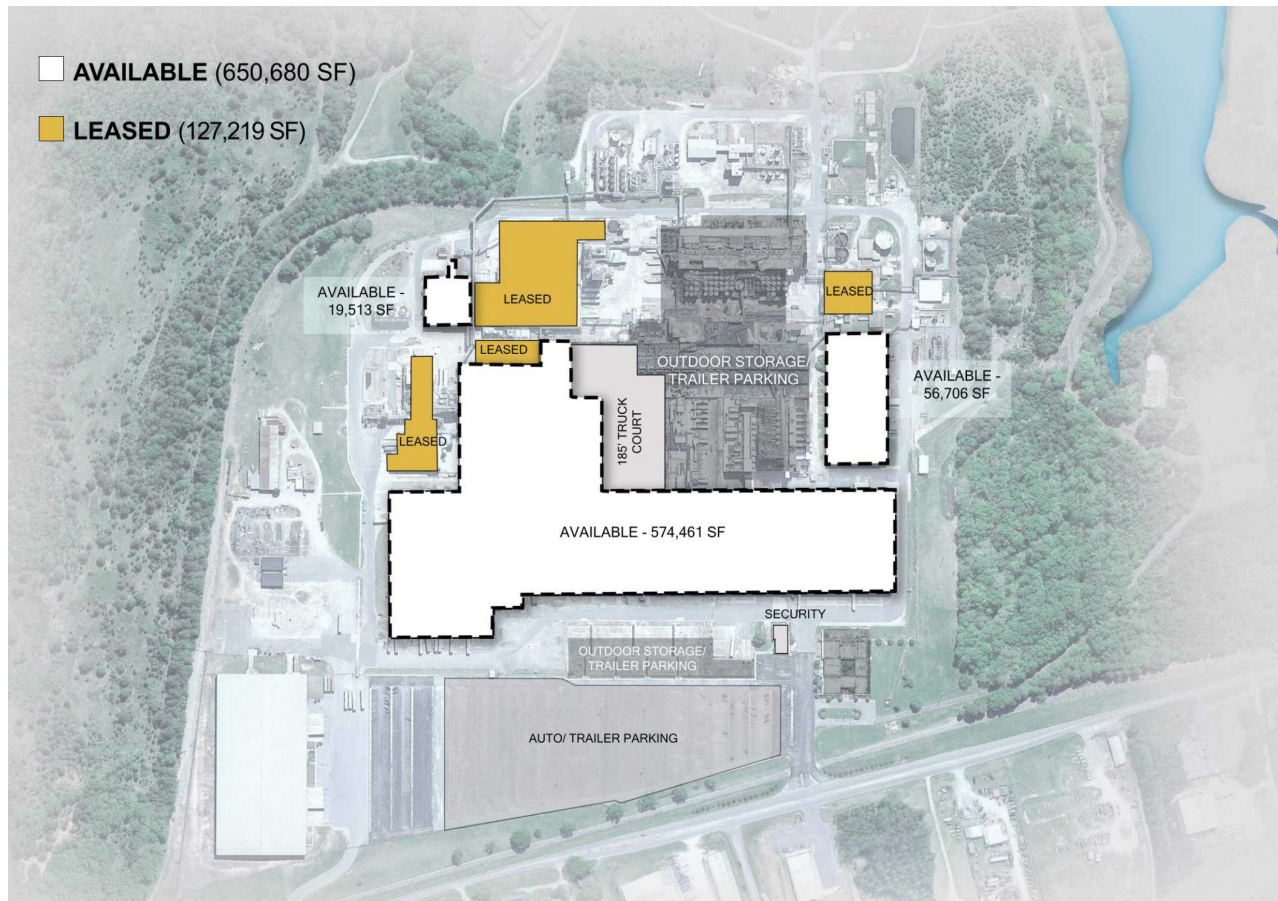 AVAILABLE (650,680 SF)
LEASED (127,219 SF)
AVAILABLE -
19,513 SF
LEASED
LEASED
LEASED
LEASED
OUTDOOR STORAGE/
TRAILER PARKING
AVAILABLE -
56,706 SF
185' TRUCK
COURT
AVAILABLE - 574,461 SF
SECURITY
OUTDOOR STORAGE/
TRAILER PARKING
AUTO/ TRAILER PARKING